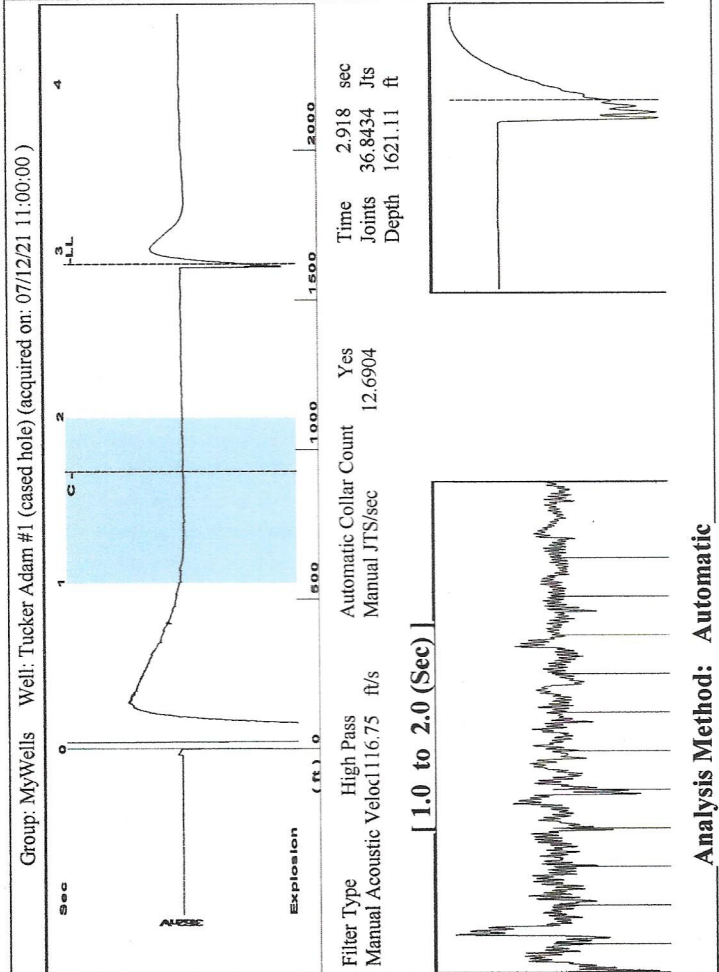 Group: MyWells Well: Tucker Adam #1 (cased hole) (acquired on: 07/12/21 11:00:00 )
Sec 0 1 2 3 4
C
LL
Explosion
(ft) 0 500 1000 1500 2000
Filter Type High Pass Automatic Collar Count Yes Time 2.918 sec
Manual Acoustic Veloc1116.75 ft/s Manual JTS/sec 12.6904 Joints 36.8434 Jts
Depth 1621.11 ft
[ 1.0 to 2.0 (Sec) ]
Analysis Method: Automatic